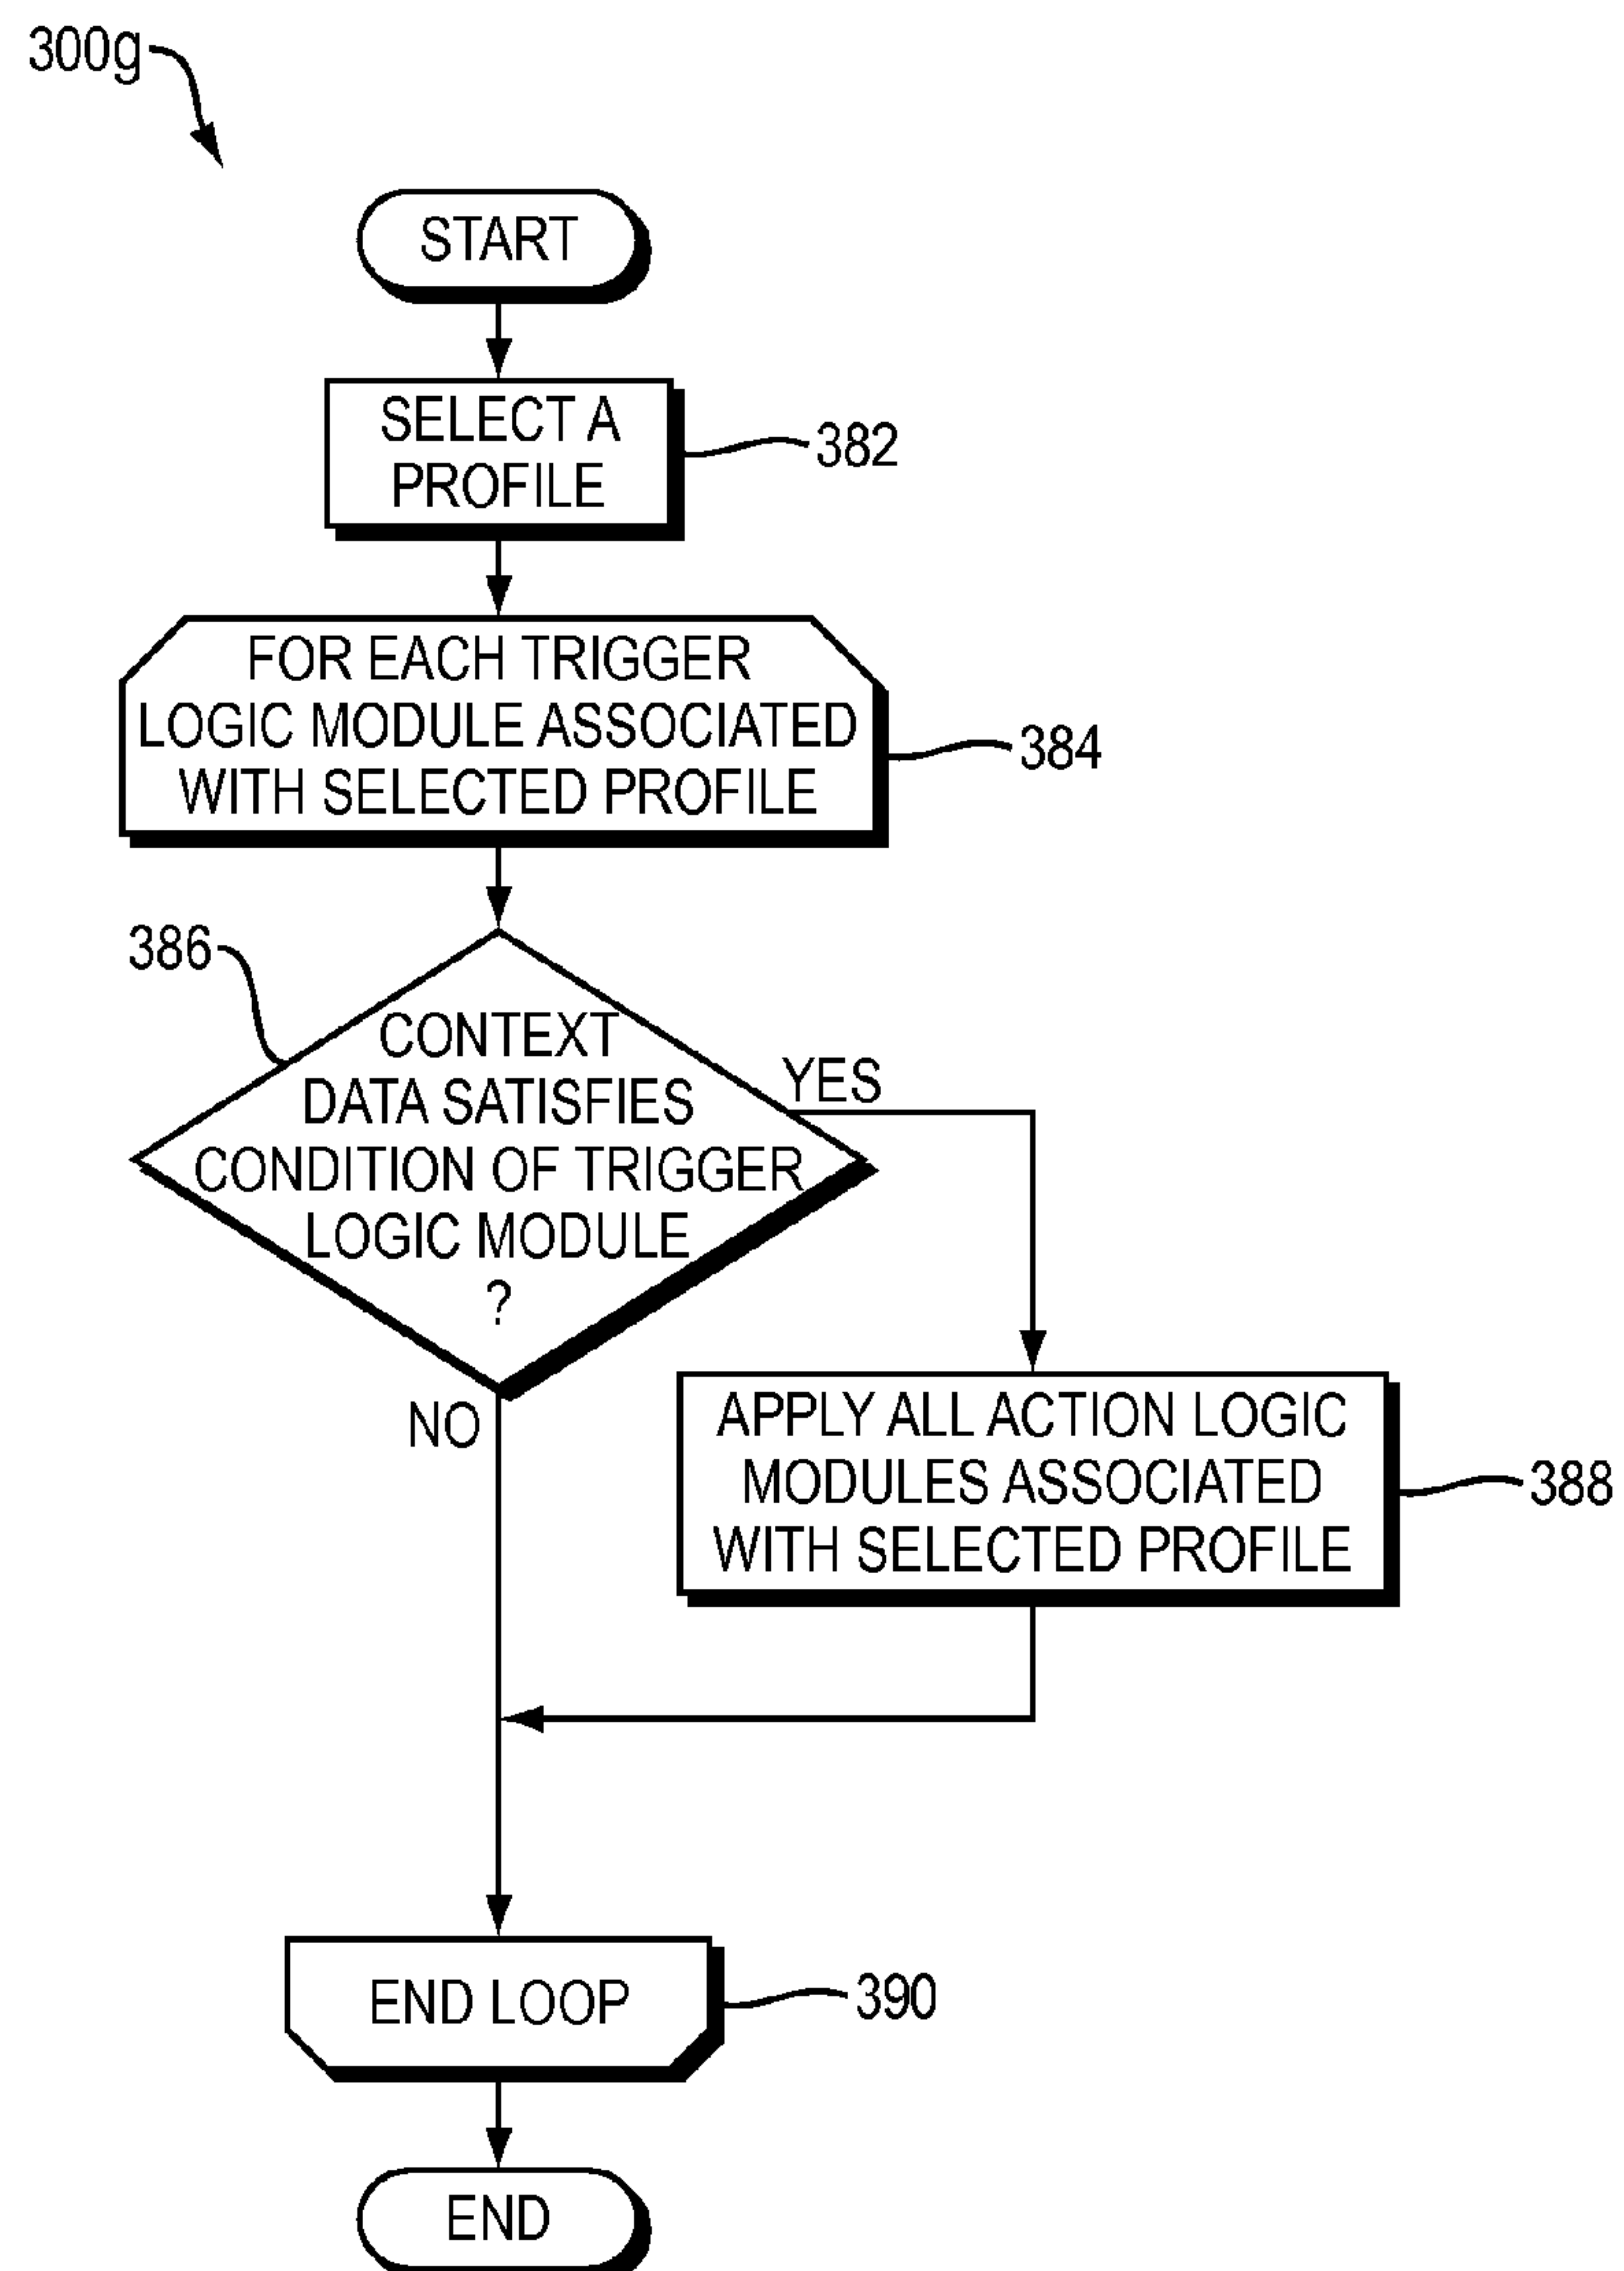 300g
START
SELECT A
PROFILE
382
FOR EACH TRIGGER
LOGIC MODULE ASSOCIATED
WITH SELECTED PROFILE
384
386
CONTEXT
DATA SATISFIES
CONDITION OF TRIGGER
LOGIC MODULE
?
YES
NO
APPLY ALL ACTION LOGIC
MODULES ASSOCIATED
WITH SELECTED PROFILE
388
END LOOP
390
END